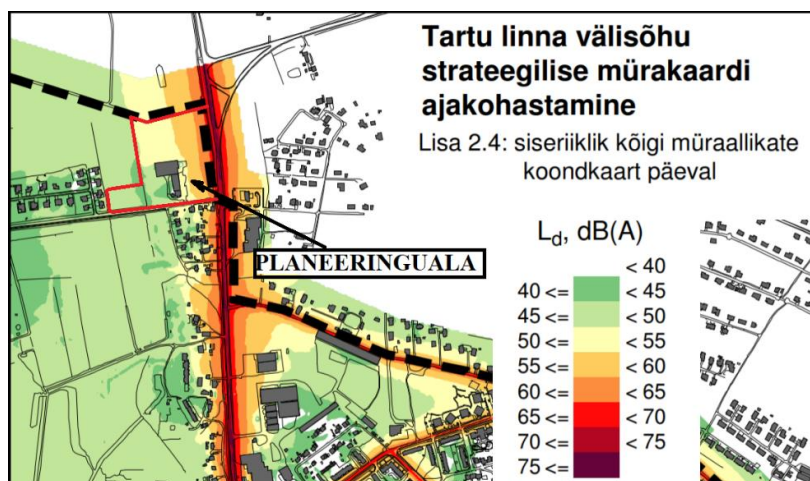 Tartu linna välisõhu
strateegilise mürakaardi
ajakohastamine
Lisa 2.4: siseriiklik kõigi müraallikate
koondkaart päeval
PLANEERINGUALA
L_d, dB(A)
< 40
40 <= < 45
45 <= < 50
50 <= < 55
55 <= < 60
60 <= < 65
65 <= < 70
70 <= < 75
75 <=